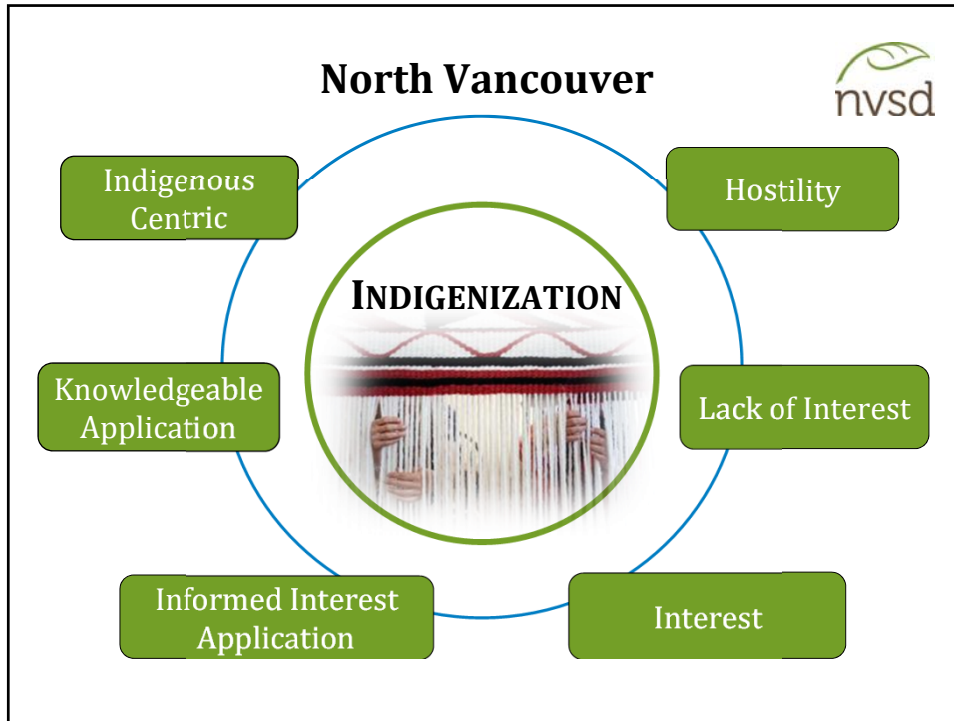 North Vancouver
nvsd
Indigenous
Centric
Hostility
INDIGENIZATION
Knowledgeable
Application
Lack of Interest
Informed Interest
Application
Interest